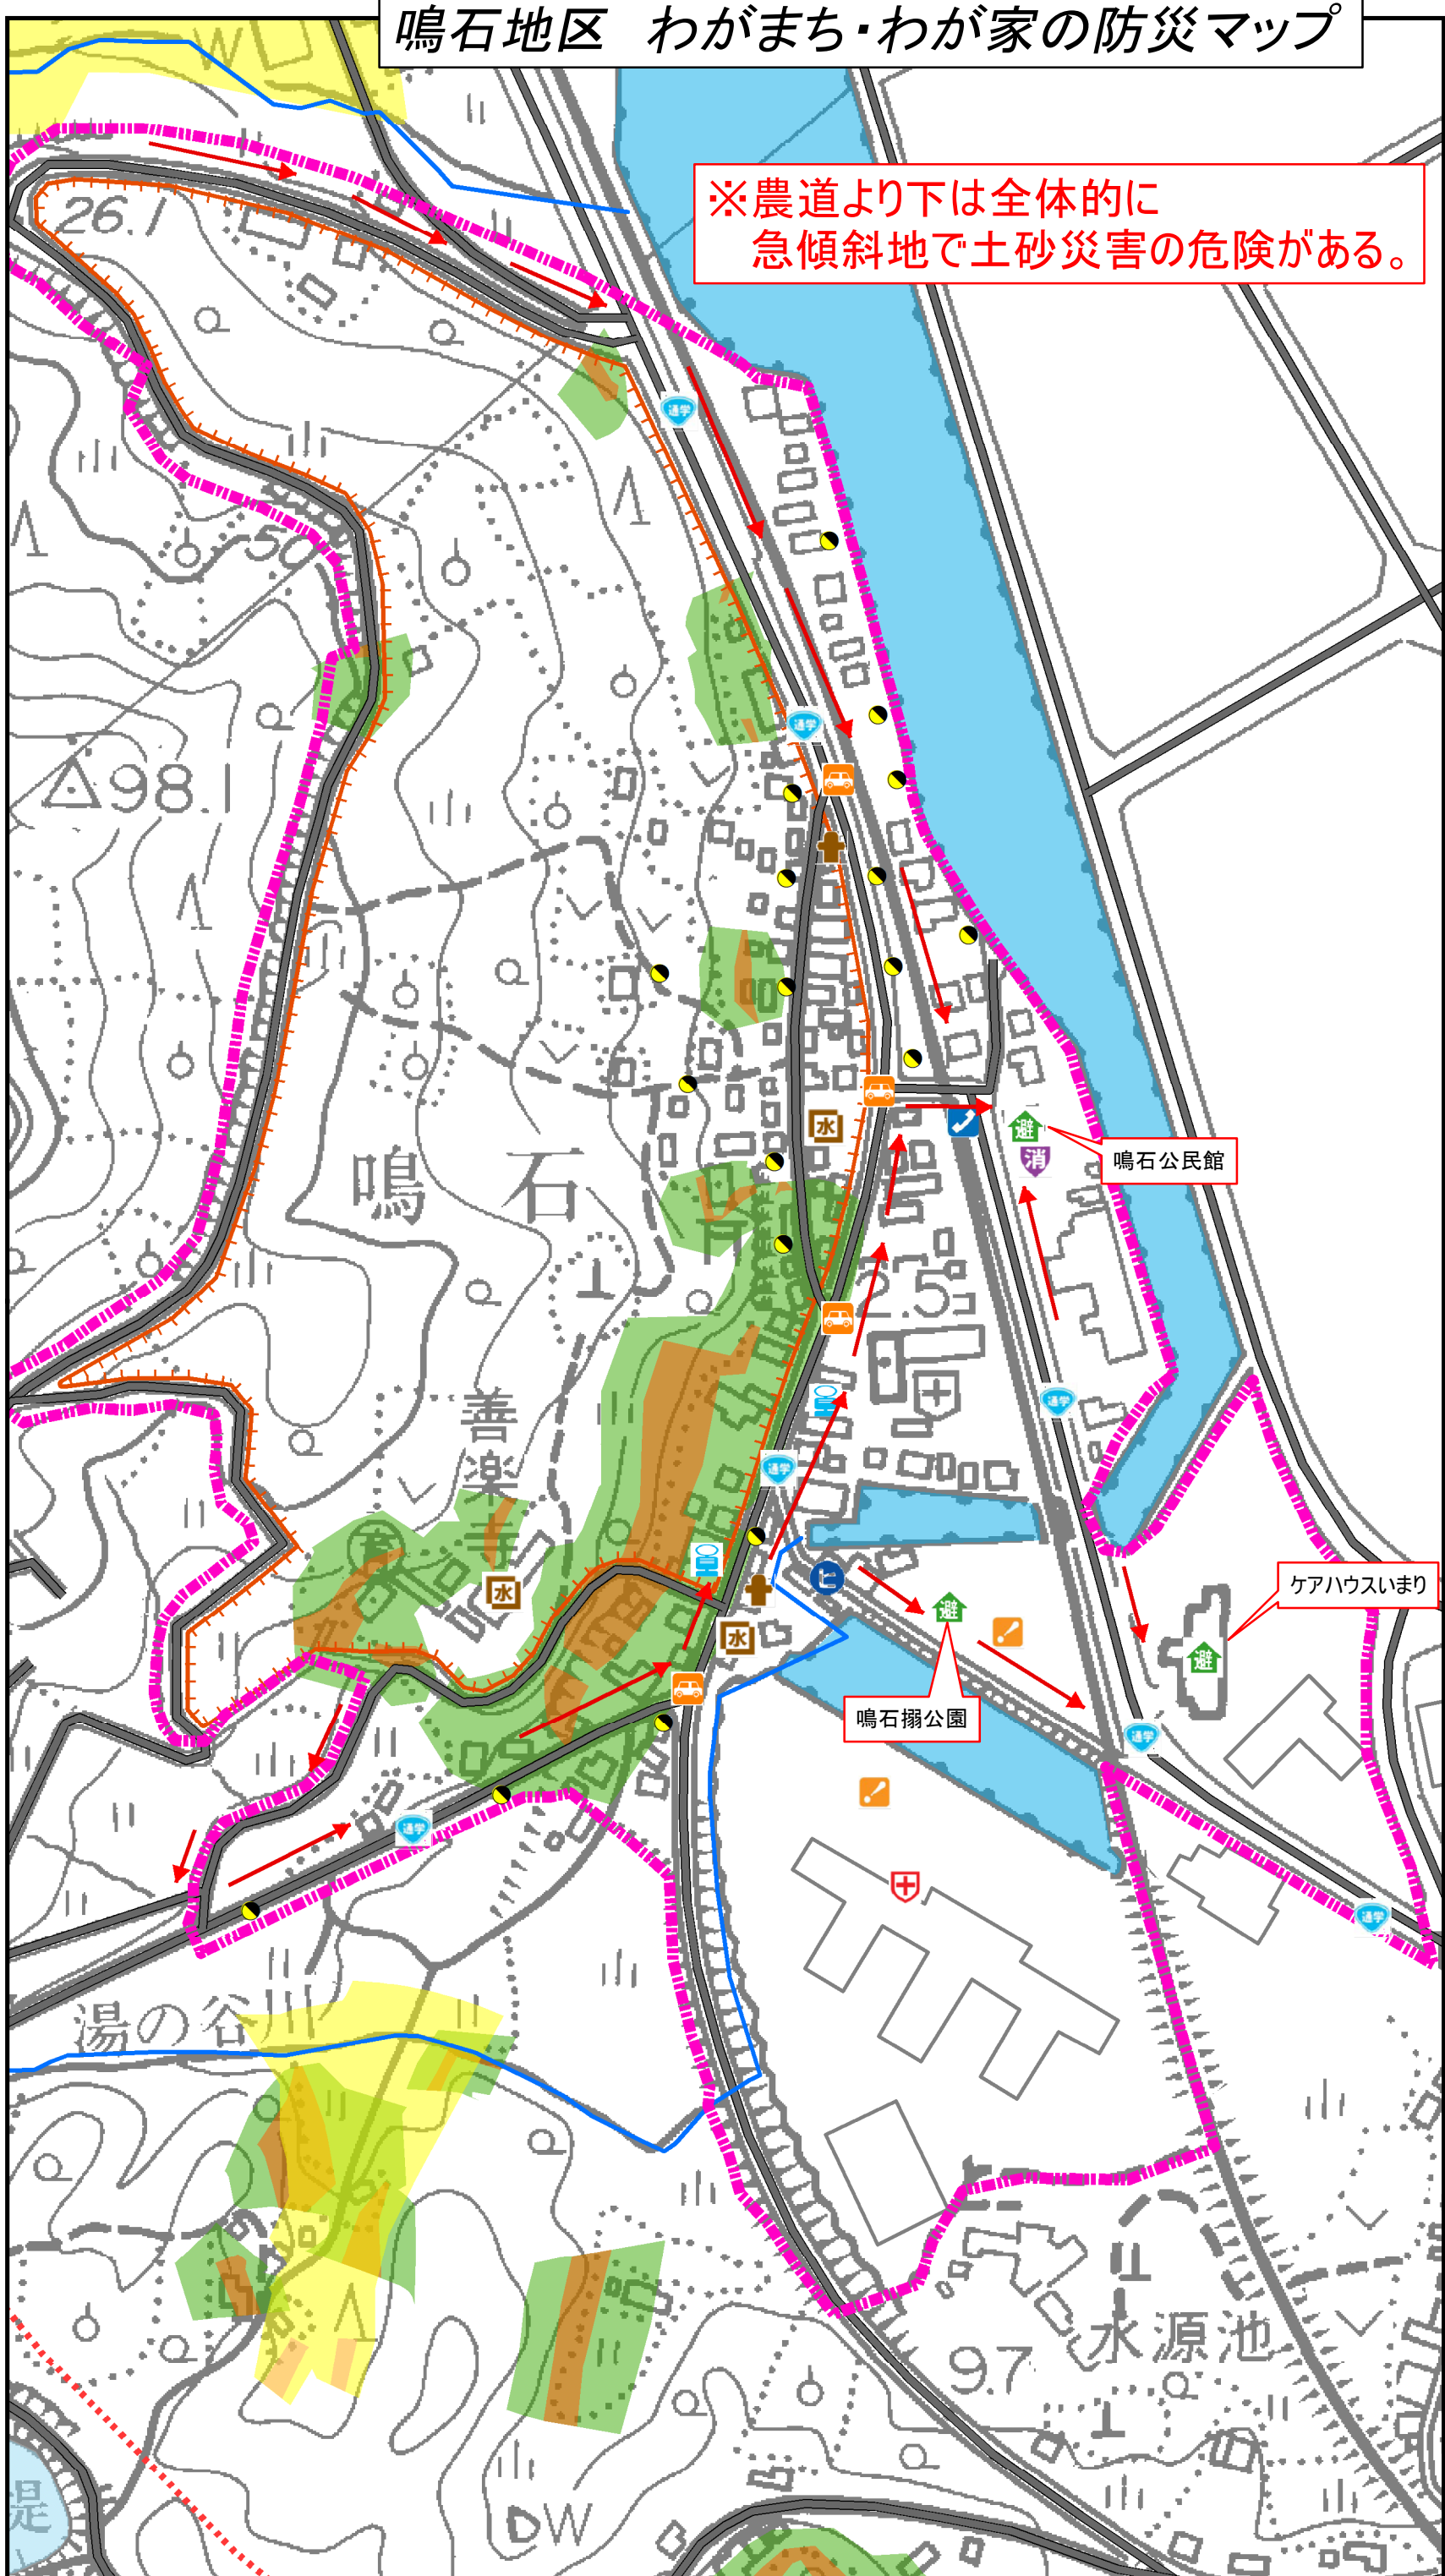 鳴石地区　わがまち・わが家の防災マップ
※農道より下は全体的に
急傾斜地で土砂災害の危険がある。
W
26.1
通学
50
98.1
通学
水
避
消
鳴石公民館
鳴石
2.5
通学
善楽寺
通学
水
水
避
鳴石搦公園
ケアハウスいまり
避
通学
通学
通学
湯の谷川
水源池
9.7
堤
W